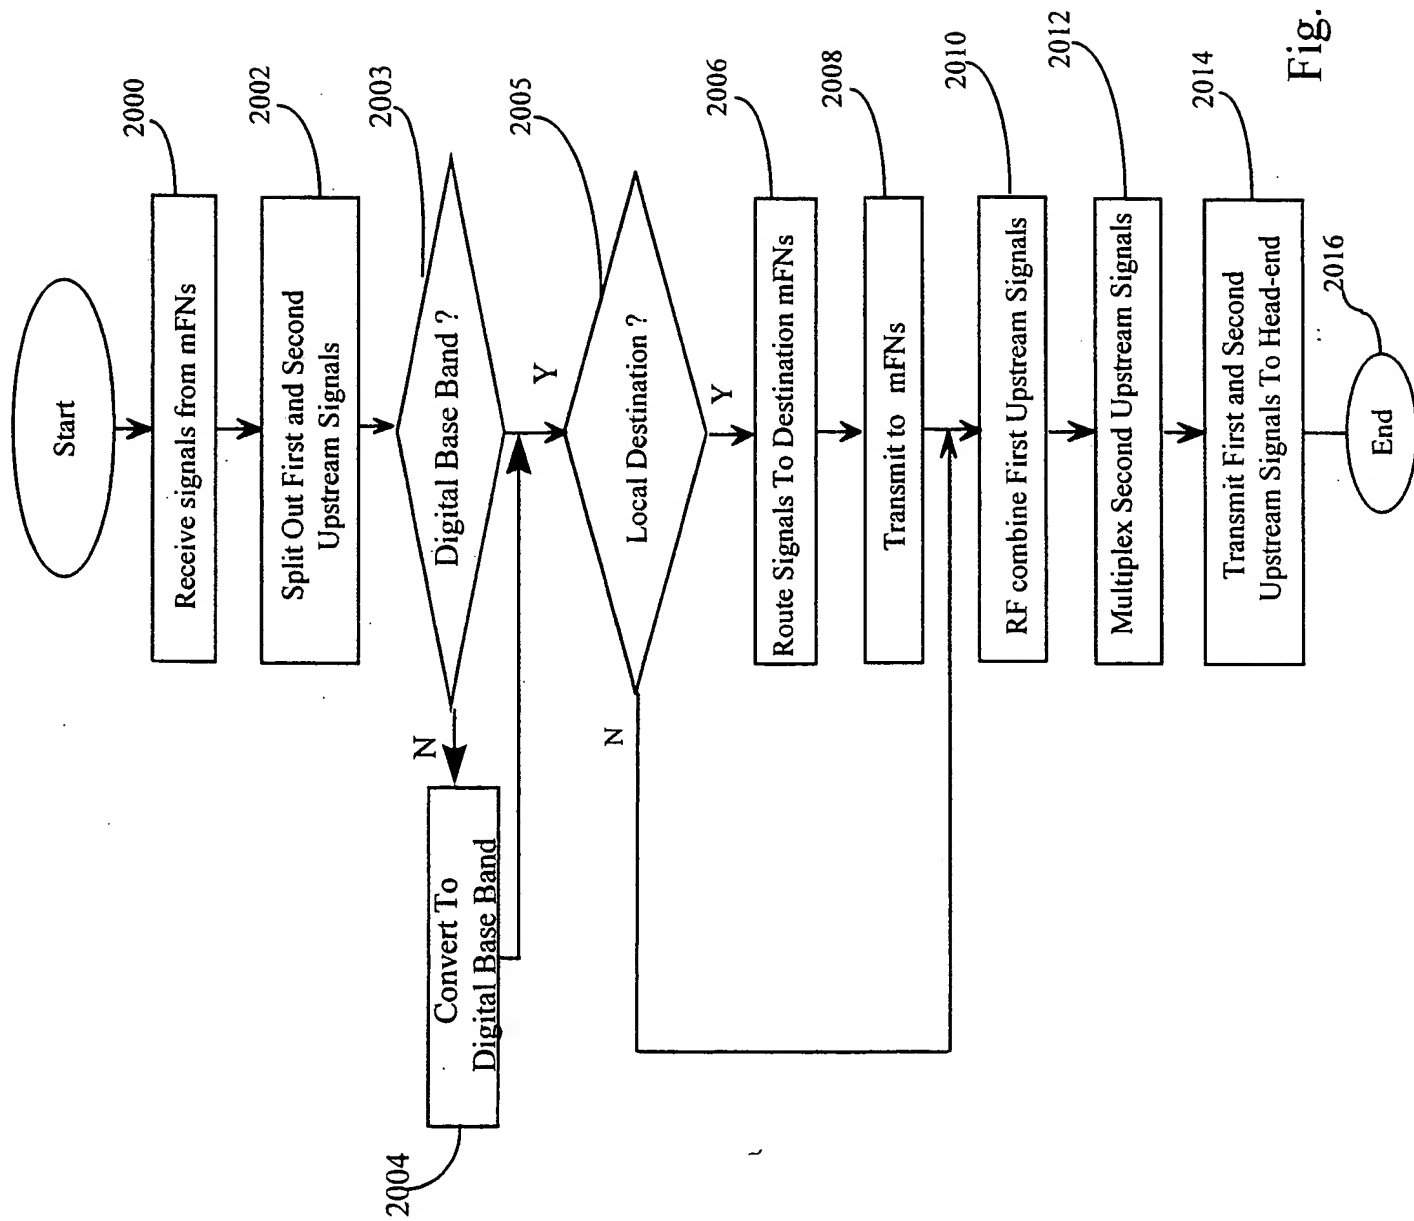 Start
2000
Receive signals from mFNs
2002
Split Out First and Second
Upstream Signals
2003
Digital Base Band ?
N
Y
Convert To
Digital Base Band
2004
2005
Local Destination ?
N
Y
2006
Route Signals To Destination mFNs
2008
Transmit to mFNs
2010
RF combine First Upstream Signals
2012
Multiplex Second Upstream Signals
2014
Transmit First and Second
Upstream Signals To Head-end
2016
End
Fig.